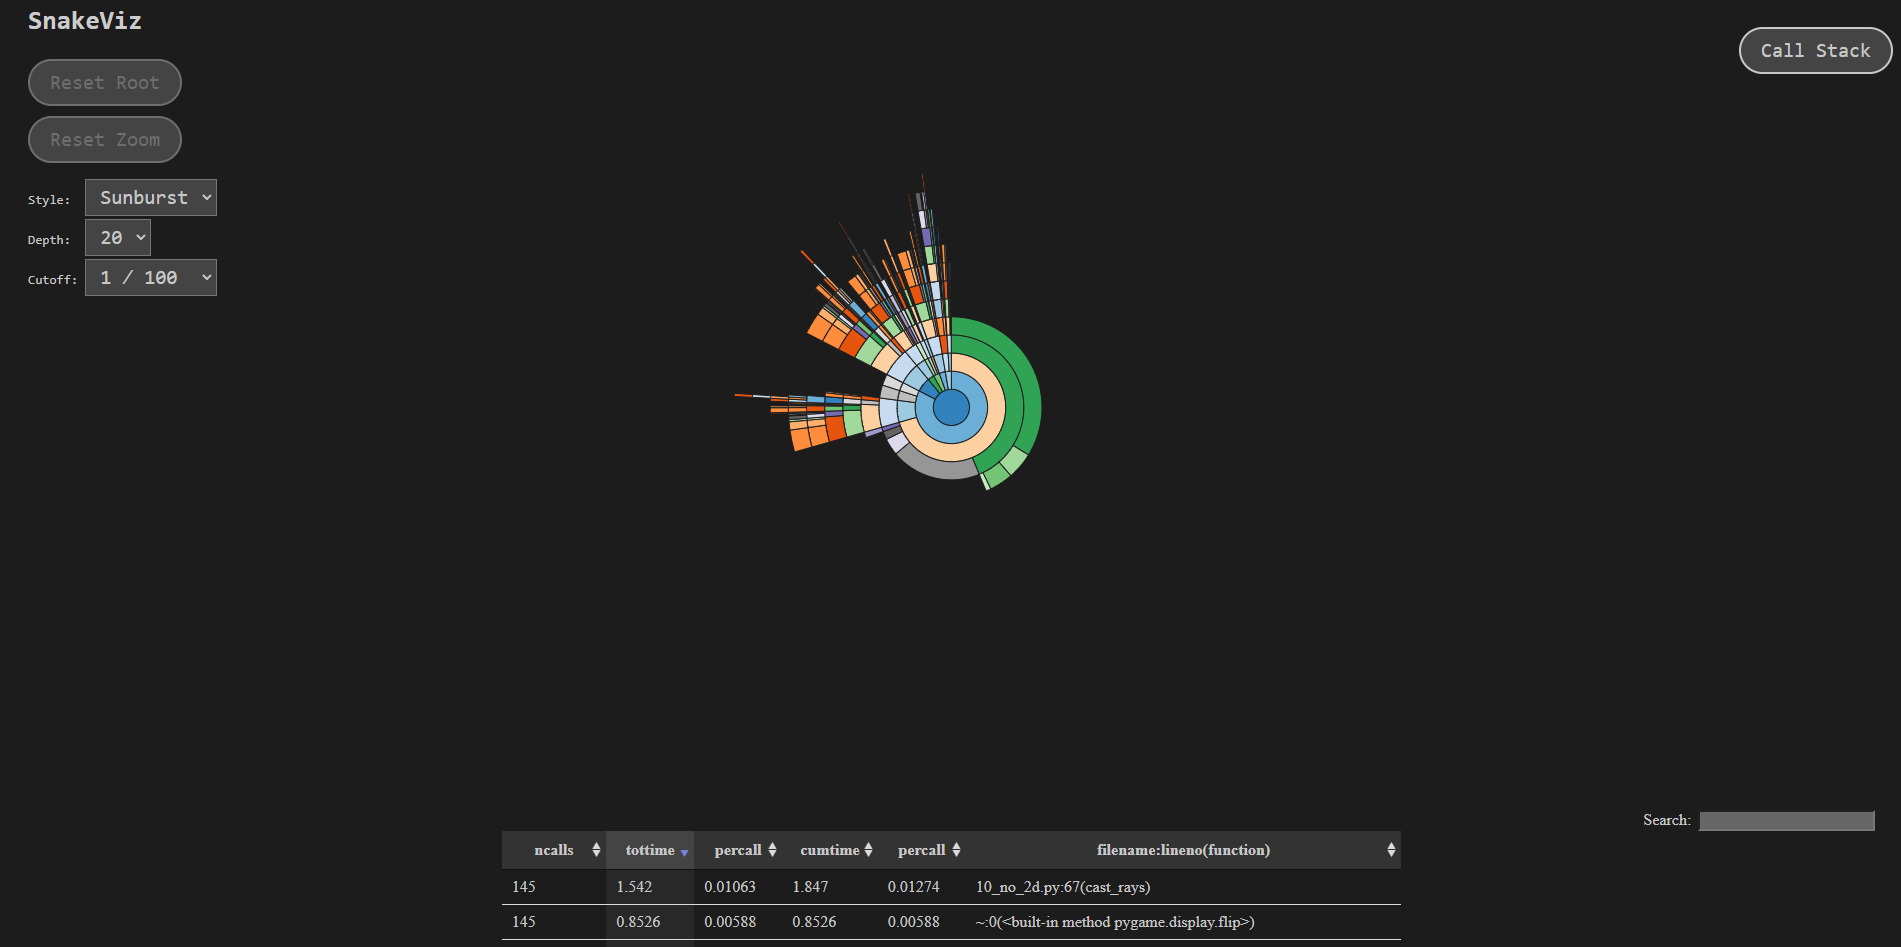 SnakeViz
Call Stack
Reset Root
Reset Zoom
Style: Sunburst
Depth: 20
Cutoff: 1 / 100
Search:
ncalls tottime percall cumtime percall filename:lineno(function)
145 1.542 0.01063 1.847 0.01274 10_no_2d.py:67(cast_rays)
145 0.8526 0.00588 0.8526 0.00588 ~:0(<built-in method pygame.display.flip>)